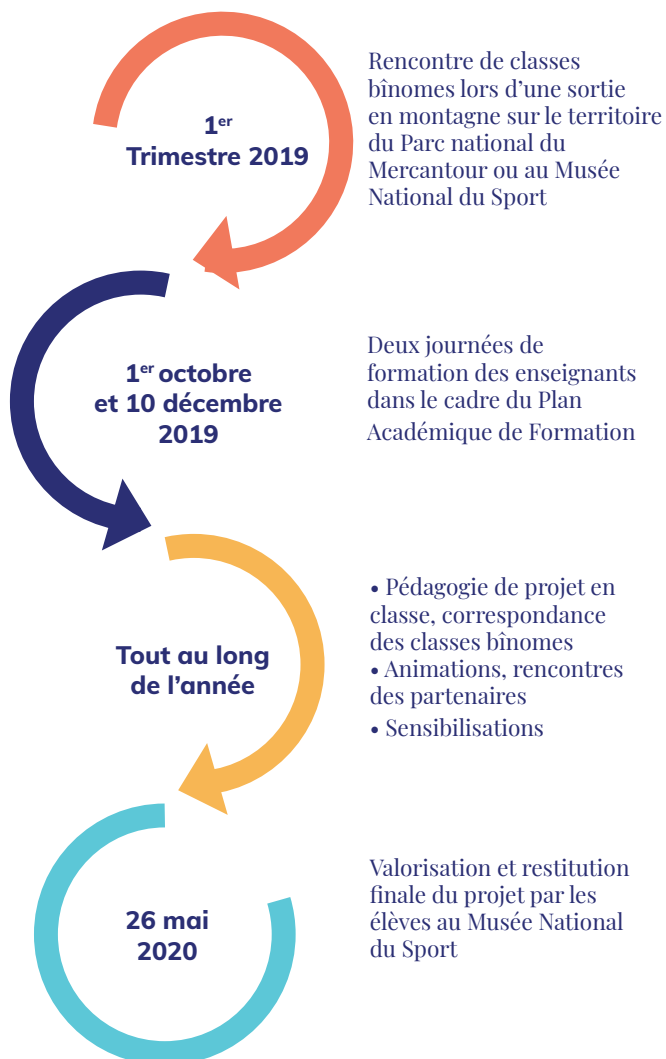 1er
Trimestre 2019
Rencontre de classes
bînomes lors d’une sortie
en montagne sur le territoire
du Parc national du
Mercantour ou au Musée
National du Sport
1er octobre
et 10 décembre
2019
Deux journées de
formation des enseignants
dans le cadre du Plan
Académique de Formation
Tout au long
de l’année
• Pédagogie de projet en
classe, correspondance
des classes bînomes
• Animations, rencontres
des partenaires
• Sensibilisations
26 mai
2020
Valorisation et restitution
finale du projet par les
élèves au Musée National
du Sport